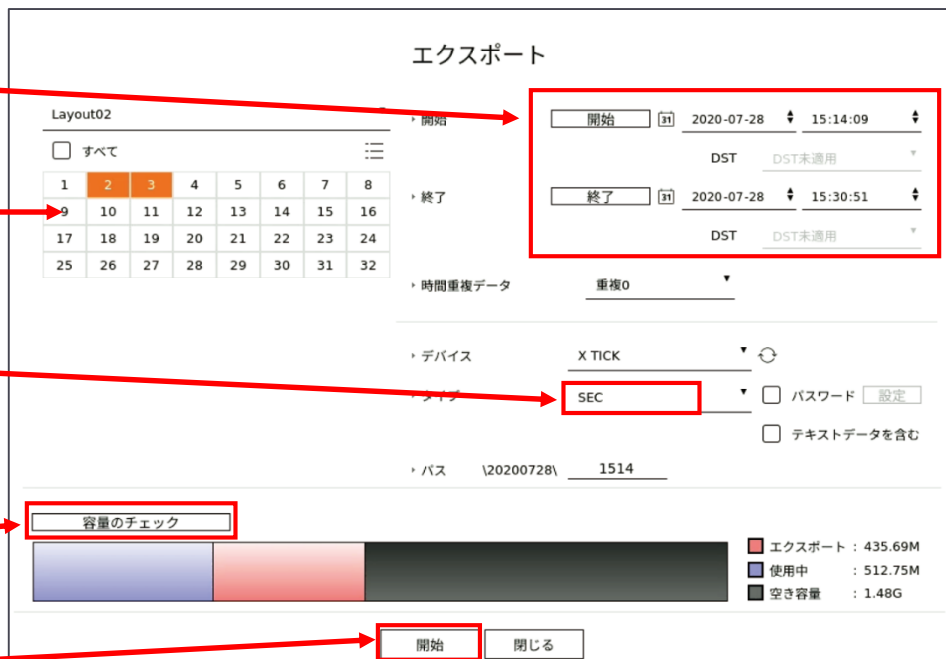 エクスポート
Layout02
すべて
1 2 3 4 5 6 7 8
9 10 11 12 13 14 15 16
17 18 19 20 21 22 23 24
25 26 27 28 29 30 31 32
開始 開始 31 2020-07-28 15:14:09
DST DST未適用
終了 終了 31 2020-07-28 15:30:51
DST DST未適用
時間重複データ 重複0
デバイス X TICK
タイプ SEC パスワード 設定
テキストデータを含む
パス \20200728\ 1514
容量のチェック
エクスポート : 435.69M
使用中 : 512.75M
空き容量 : 1.48G
開始 閉じる